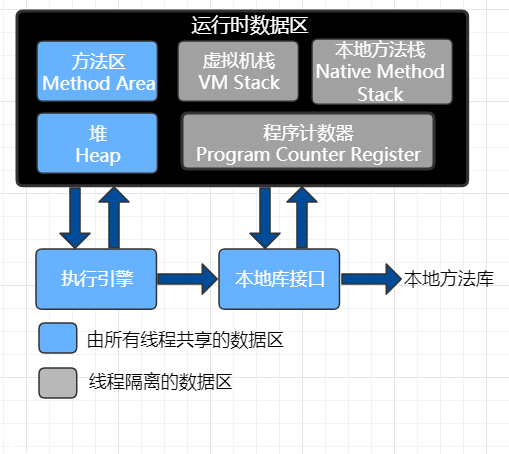 运行时数据区
方法区
Method Area
虚拟机栈
VM Stack
本地方法栈
Native Method
Stack
堆
Heap
程序计数器
Program Counter Register
执行引擎
本地库接口
本地方法库
由所有线程共享的数据区
线程隔离的数据区